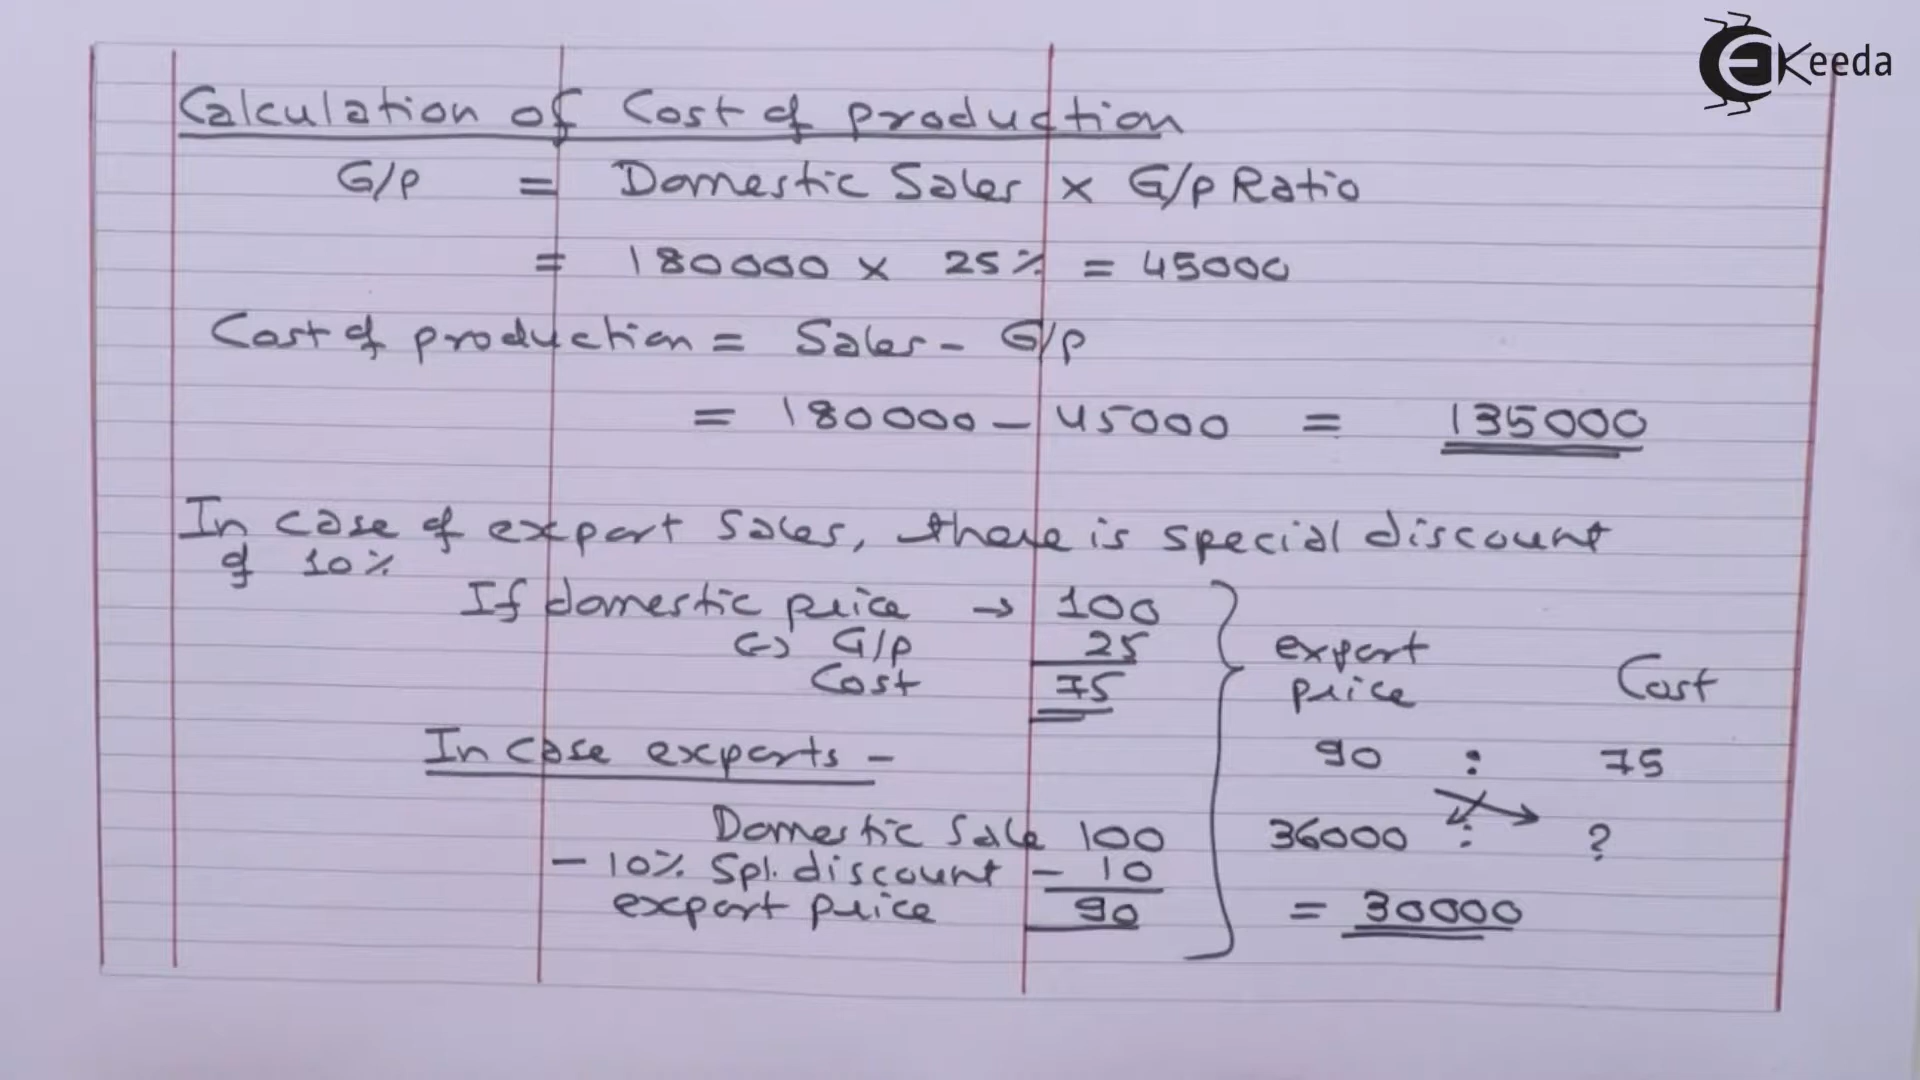 EKeeda
Calculation of Cost of production
G/P = Domestic Sales x G/P Ratio
= 180000 x 25% = 45000
Cost of production = Sales - G/P
= 180000 - 45000 = 135000
In case of export sales, there is special discount
of 10%
If domestic price → 100
(-) G/P 25
Cost 75
export
price
Cost
90 : 75
36000 : ?
= 30000
In case exports -
Domestic Sale 100
- 10% Spl. discount - 10
export price 90